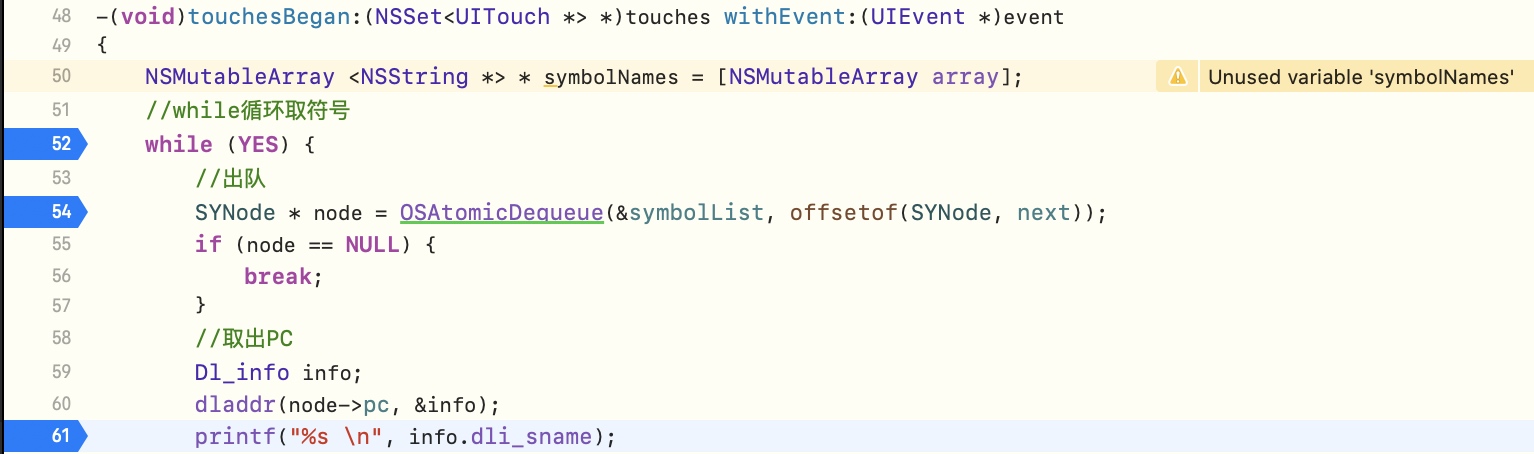 48 -(void)touchesBegan:(NSSet<UITouch *> *)touches withEvent:(UIEvent *)event
49 {
50 NSMutableArray <NSString *> * symbolNames = [NSMutableArray array]; Unused variable 'symbolNames'
51 //while循环取符号
52 while (YES) {
53 //出队
54 SYNode * node = OSAtomicDequeue(&symbolList, offsetof(SYNode, next));
55 if (node == NULL) {
56 break;
57 }
58 //取出PC
59 Dl_info info;
60 dladdr(node->pc, &info);
61 printf("%s \n", info.dli_sname);